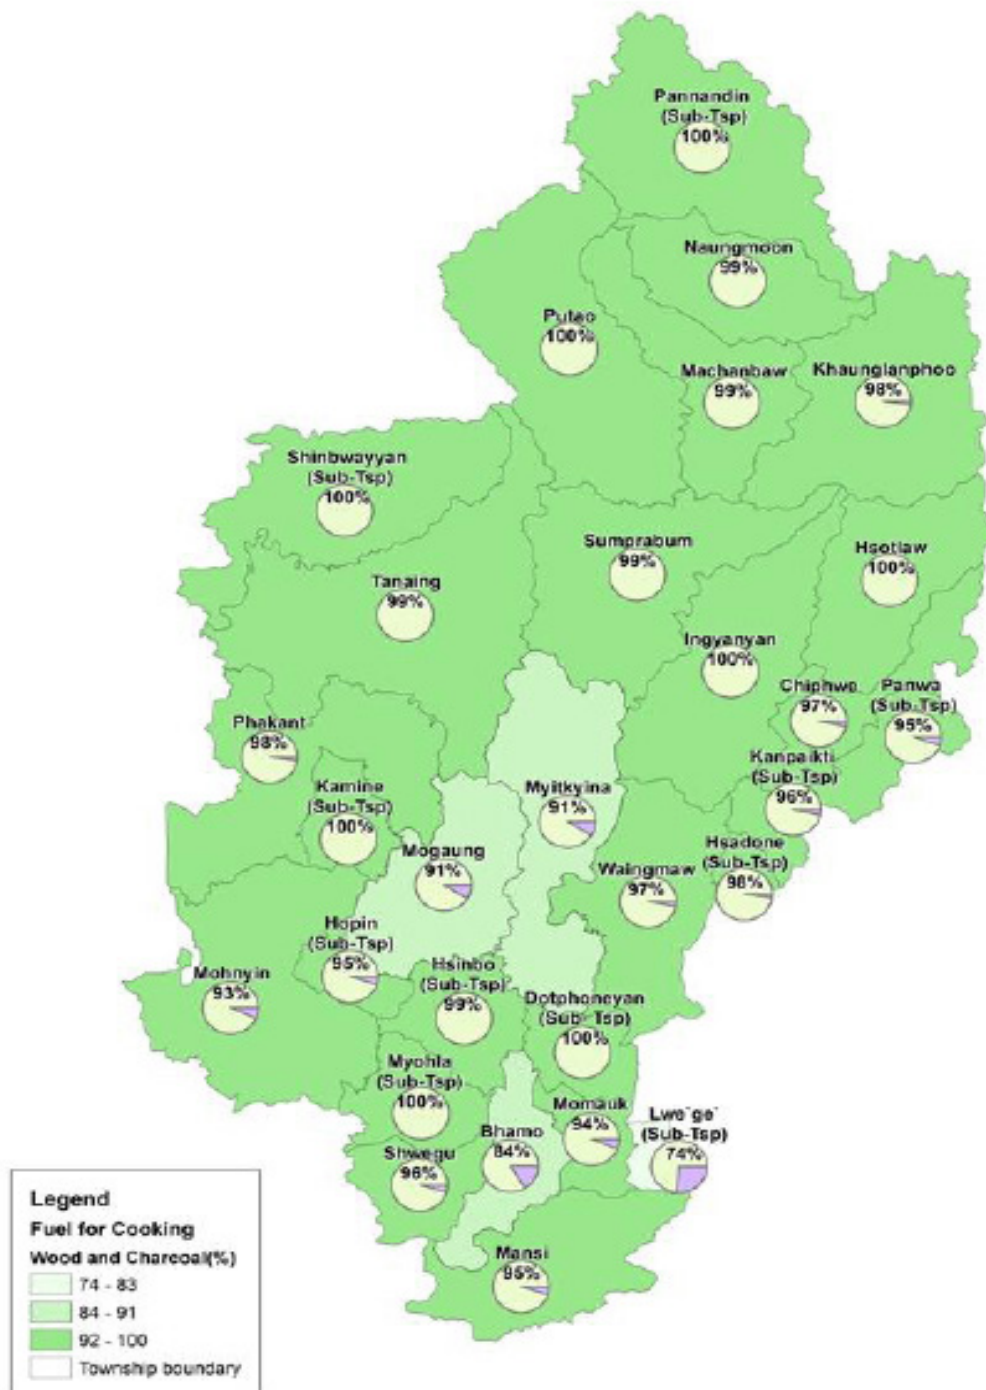 Pannandin
(Sub-Tsp)
100%
Naungmoon
99%
Putao
100%
Machanbaw
99%
Khaunglanphoo
98%
Shinbwayyan
(Sub-Tsp)
100%
Sumprabum
99%
Hsotlaw
100%
Tanaing
99%
Ingyanyan
100%
Chiphwe
97%
Panwa
(Sub-Tsp)
95%
Phakant
98%
Kanpaikti
(Sub-Tsp)
96%
Kamine
(Sub-Tsp)
100%
Myitkyina
91%
Mogaung
91%
Waingmaw
97%
Hsadone
(Sub-Tsp)
98%
Hopin
(Sub-Tsp)
95%
Hsinbo
(Sub-Tsp)
99%
Mohnyin
93%
Dotphoneyan
(Sub-Tsp)
100%
Myohla
(Sub-Tsp)
100%
Momauk
94%
Lwe`ge`
(Sub-Tsp)
74%
Bhamo
84%
Shwegu
96%
Mansi
95%
Legend
Fuel for Cooking
Wood and Charcoal(%)
74 - 83
84 - 91
92 - 100
Township boundary